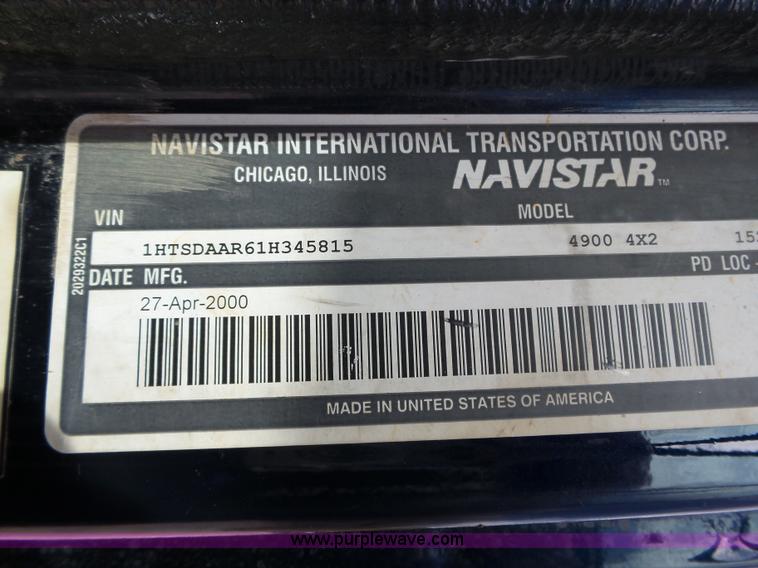 NAVISTAR INTERNATIONAL TRANSPORTATION CORP.
CHICAGO, ILLINOIS NAVISTAR™
VIN MODEL
1HTSDAAR61H345815 4900 4X2
DATE MFG. PD LOC -
27-Apr-2000
MADE IN UNITED STATES OF AMERICA
2029322C1
www.purplewave.com